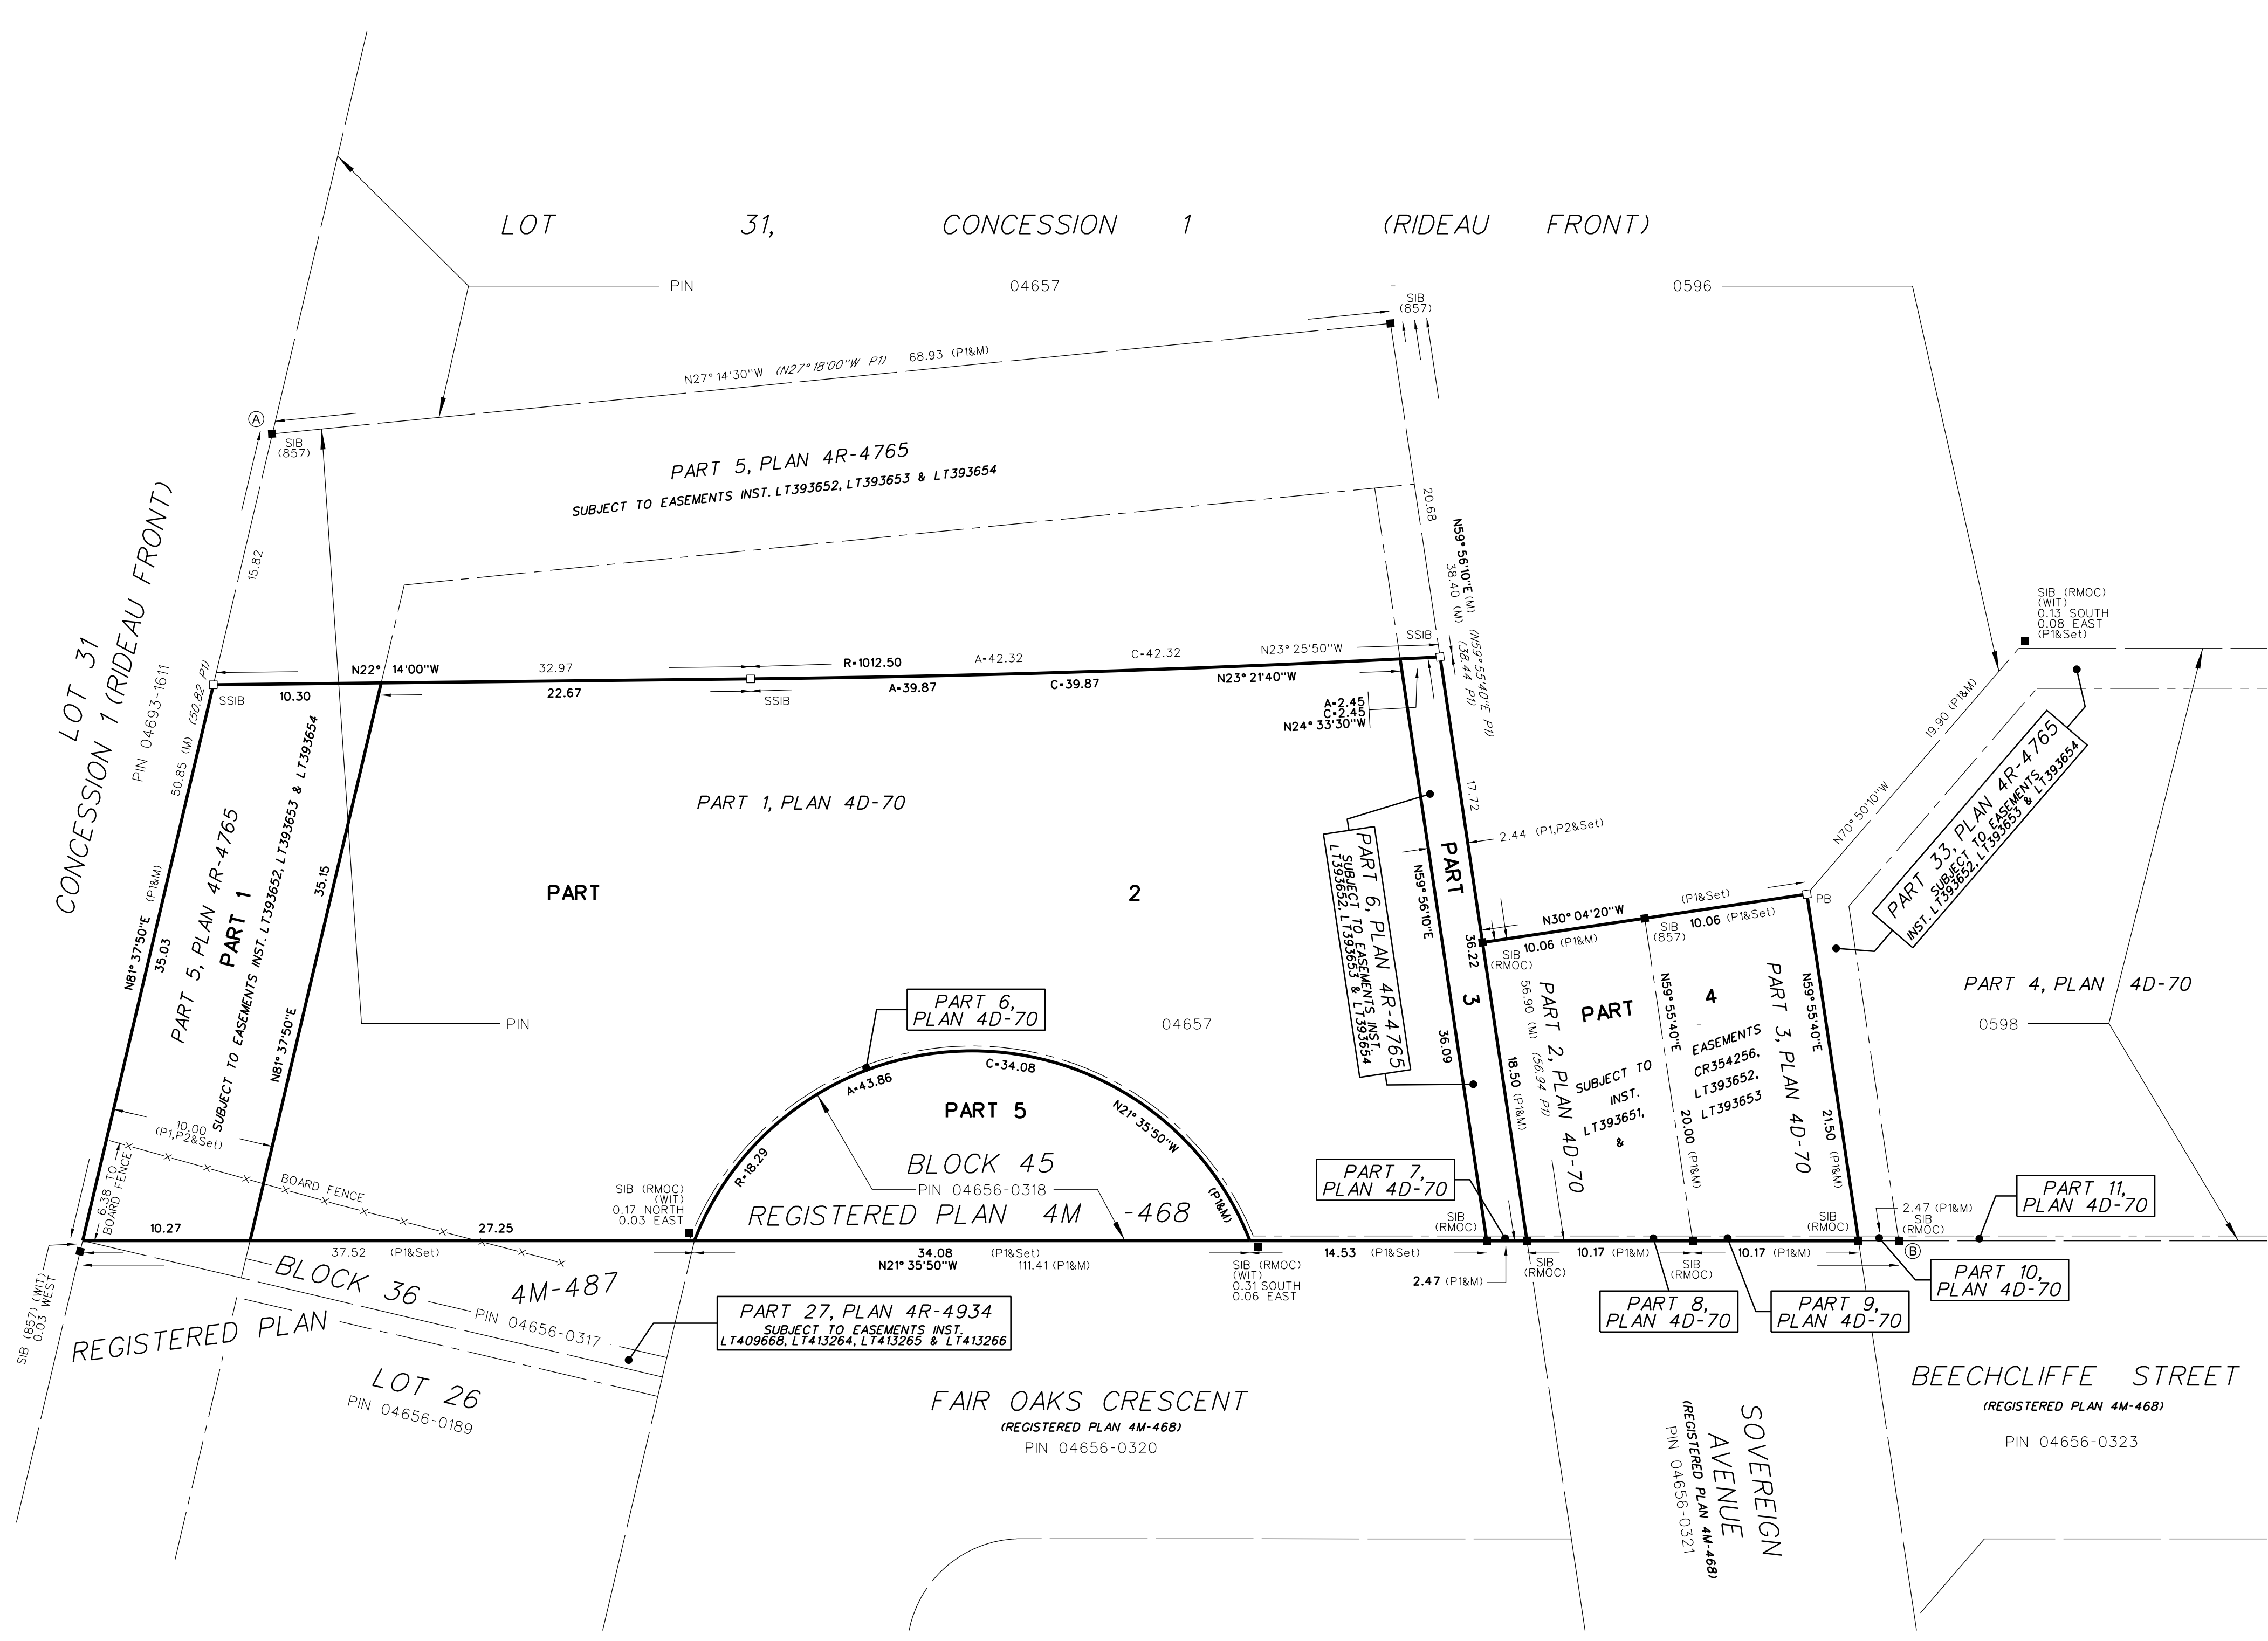 LOT 31, CONCESSION 1 (RIDEAU FRONT)
PIN 04657 - 0596
SIB
(857)
N27°14'30"W (N27°18'00"W P1) 68.93 (P1&M)
A
SIB
(857)
PART 5, PLAN 4R-4765
SUBJECT TO EASEMENTS INST. LT393652, LT393653 & LT393654
15.82
20.68
LOT 31
CONCESSION 1 (RIDEAU FRONT)
PIN 04693-1611
50.85 (M) (50.82 P1)
N59°56'10"E (M) (N59°55'40"E P1)
38.40 (M) (38.44 P1)
SIB (RMOC)
(WIT)
0.13 SOUTH
0.08 EAST
(P1&Set)
SSIB
N22° 14'00"W
32.97
R=1012.50
A=42.32
C=42.32
N23°25'50"W
SSIB
10.30
22.67
SSIB
A=39.87
C=39.87
N23°21'40"W
A=2.45
C=2.45
N24°33'30"W
19.90 (P1&M)
N70°50'10"W
PART 33, PLAN 4R-4765
SUBJECT TO EASEMENTS
INST. LT393652, LT393653 & LT393654
PART 1, PLAN 4D-70
17.72
2.44 (P1,P2&Set)
N81°37'50"E (P1&M)
35.03
PART 5, PLAN 4R-4765
PART 1
SUBJECT TO EASEMENTS INST. LT393652, LT393653 & LT393654
35.15
N81°37'50"E
PART 2
PART 6, PLAN 4R-4765
SUBJECT TO EASEMENTS INST.
LT393652, LT393653 & LT393654
N59°56'10"E
36.09
PART 3
36.22
N30°04'20"W (P1&Set)
10.06 (P1&M)
10.06 (P1&Set)
PB
SIB
(857)
SIB
(RMOC)
56.90 (M) (56.94 P1)
18.50 (P1&M)
PART 2, PLAN 4D-70
PART 4
-
SUBJECT TO EASEMENTS
INST. CR354256,
LT393651, LT393652,
& LT393653
N59°55'40"E
20.00 (P1&M)
PART 3, PLAN 4D-70
N59°55'40"E
21.50 (P1&M)
PART 4, PLAN 4D-70
PIN 04657 0598
PART 6,
PLAN 4D-70
A=43.86
C=34.08
R=18.29
N21°35'50"W
(P1&M)
PART 5
BLOCK 45
PIN 04656-0318
REGISTERED PLAN 4M -468
10.00
(P1,P2&Set)
BOARD FENCE
6.38 TO
BOARD FENCE
SIB (RMOC)
(WIT)
0.17 NORTH
0.03 EAST
PART 7,
PLAN 4D-70
SIB
(RMOC)
SIB
(RMOC)
2.47 (P1&M)
SIB
(RMOC)
B
PART 11,
PLAN 4D-70
10.27
27.25
37.52 (P1&Set)
34.08 (P1&Set)
N21°35'50"W
111.41 (P1&M)
14.53 (P1&Set)
SIB (RMOC)
(WIT)
0.31 SOUTH
0.06 EAST
2.47 (P1&M)
10.17 (P1&M)
10.17 (P1&M)
SIB
(RMOC)
SIB
(RMOC)
PART 10,
PLAN 4D-70
PART 8,
PLAN 4D-70
PART 9,
PLAN 4D-70
SIB (857) (WIT)
0.03 WEST
BLOCK 36
PIN 04656-0317
REGISTERED PLAN 4M-487
PART 27, PLAN 4R-4934
SUBJECT TO EASEMENTS INST.
LT409668, LT413264, LT413265 & LT413266
LOT 26
PIN 04656-0189
FAIR OAKS CRESCENT
(REGISTERED PLAN 4M-468)
PIN 04656-0320
SOVEREIGN
AVENUE
(REGISTERED PLAN 4M-468)
PIN 04656-0321
BEECHCLIFFE STREET
(REGISTERED PLAN 4M-468)
PIN 04656-0323